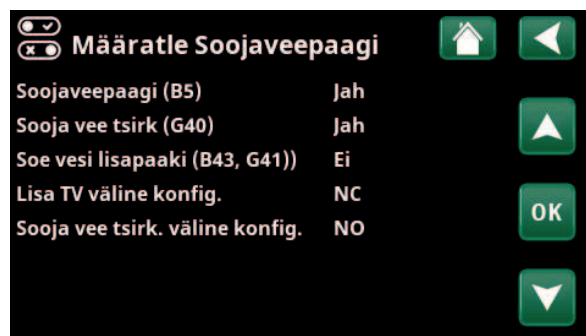 Määratle Soojaveepaagi
Soojaveepaagi (B5) Jah
Sooja vee tsirk (G40) Jah
Soe vesi lisapaaki (B43, G41)) Ei
Lisa TV väline konfig. NC
Sooja vee tsirk. väline konfig. NO
OK